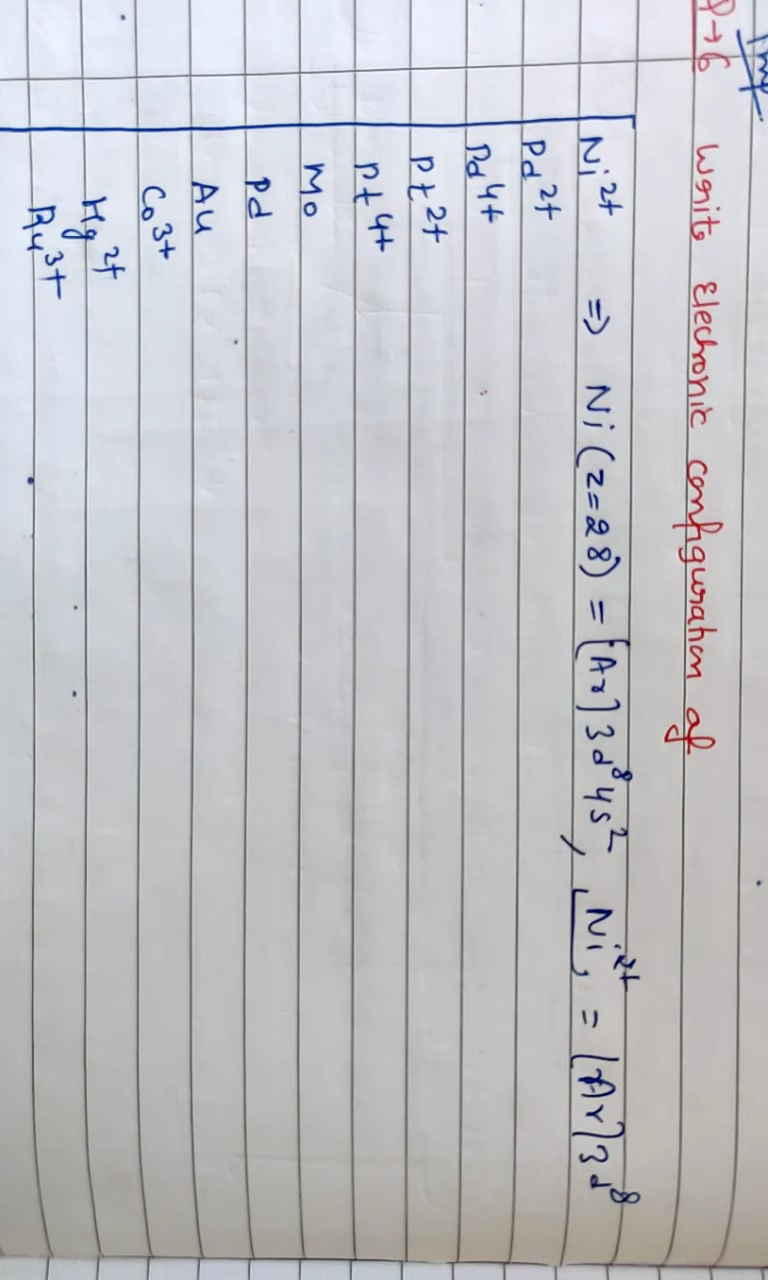 Imp
P→6 Write Electronic configuration of
Ni²⁺ ⇒ Ni (z=28) = [Ar] 3d⁸ 4s², Ni²⁺ = [Ar] 3d⁸
Pd²⁺
Pd⁴⁺
Pt²⁺
Pt⁴⁺
Mo
Pd
Au
Co³⁺
Hg²⁺
Ru³⁺